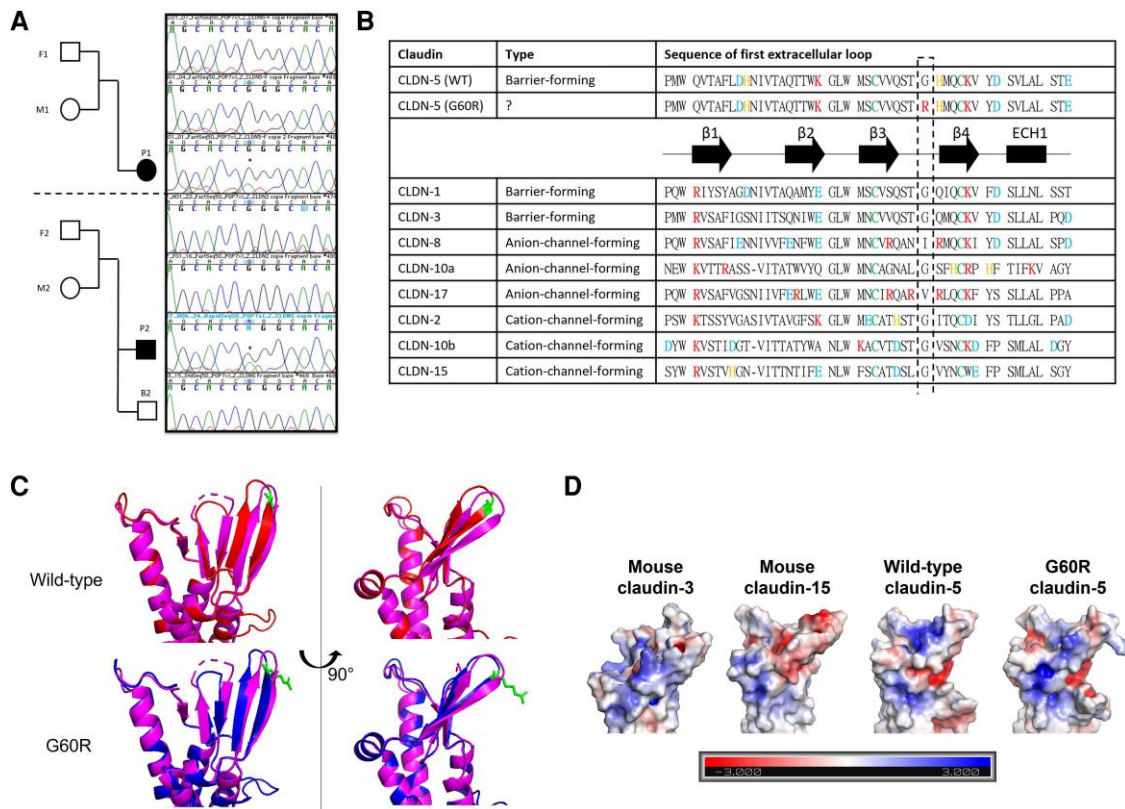 A
F1
M1
P1
F2
M2
P2
B2
A G C A C C G G G C A C A
A G C A C C G G G C A C A
A G C A C C G G G C A C A
*
A G C A C C G G G C
C A
A G C A C C G G G C A C A
*
A G C A C C G G G C A C A
B
Claudin Type Sequence of first extracellular loop
CLDN-5 (WT) Barrier-forming PMW QVTAFLDHNIVTAQTTWK GLW MSCVVQST G HMQCKV YD SVLAL STE
CLDN-5 (G60R) ? PMW QVTAFLDHNIVTAQTTWK GLW MSCVVQST R HMQCKV YD SVLAL STE
β1 β2 β3 β4 ECH1
CLDN-1 Barrier-forming PQW RIYSYAGDNIVTAQAMYE GLW MSCVSQST G QIQCKV FD SLLNL SST
CLDN-3 Barrier-forming PMW RVSAFIGSNIITSQNIWE GLW MNCVVQST G QMQCKV YD SLLAL PQD
CLDN-8 Anion-channel-forming PQW RVSAFIENNIVVFENFWE GLW MNCVRQAN I RMQCKI YD SLLAL SPD
CLDN-10a Anion-channel-forming NEW KVTTRASS-VITATWVYQ GLW MNCAGNAL G SFHCRP HF TIFKV AGY
CLDN-17 Anion-channel-forming PQW RVSAFVGSNIIVFERLWE GLW MNCIRQAR V RLQCKF YS SLLAL PPA
CLDN-2 Cation-channel-forming PSW KTSSYVGASIVTAVGFSK GLW MECATHST G ITQCDI YS TLLGL PAD
CLDN-10b Cation-channel-forming DYW KVSTIDGT-VITTATYWA NLW KACVTDST G VSNCKD FP SMLAL DGY
CLDN-15 Cation-channel-forming SYW RVSTVHGN-VITTNTIFE NLW FSCATDSL G VYNCWE FP SMLAL SGY
C
Wild-type
90°
G60R
D
Mouse claudin-3
Mouse claudin-15
Wild-type claudin-5
G60R claudin-5
-3.000 3.000